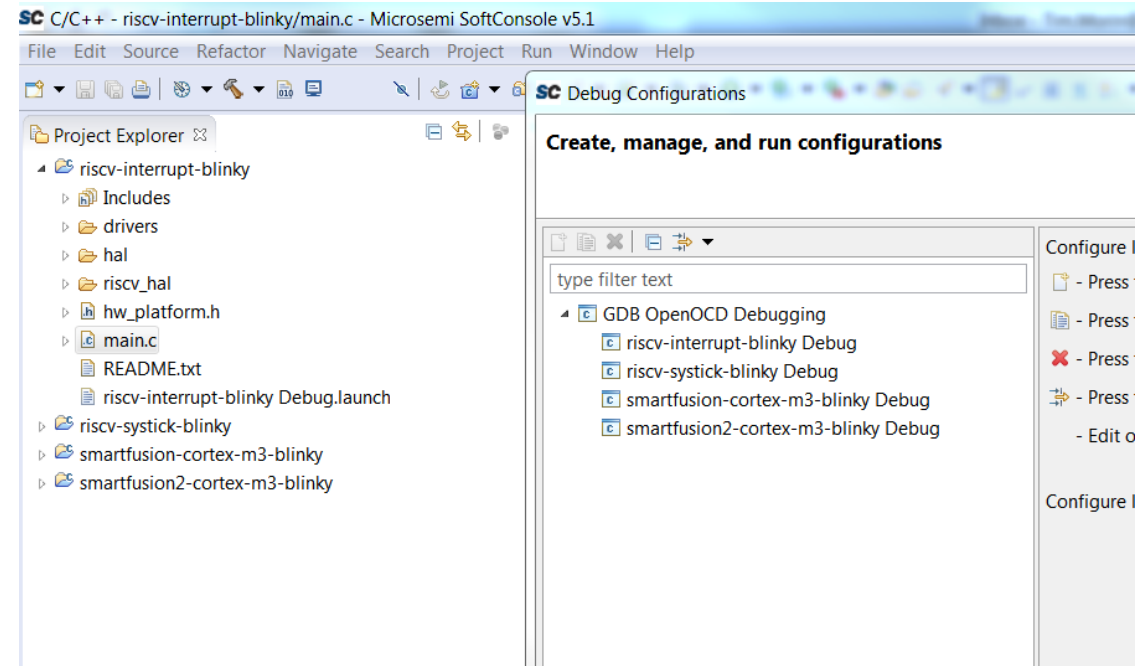 SC C/C++ - riscv-interrupt-blinky/main.c - Microsemi SoftConsole v5.1
File Edit Source Refactor Navigate Search Project Run Window Help
Project Explorer
riscv-interrupt-blinky
Includes
drivers
hal
riscv_hal
hw_platform.h
main.c
README.txt
riscv-interrupt-blinky Debug.launch
riscv-systick-blinky
smartfusion-cortex-m3-blinky
smartfusion2-cortex-m3-blinky
SC Debug Configurations
Create, manage, and run configurations
type filter text
GDB OpenOCD Debugging
riscv-interrupt-blinky Debug
riscv-systick-blinky Debug
smartfusion-cortex-m3-blinky Debug
smartfusion2-cortex-m3-blinky Debug
Configure
- Press
- Press
- Press
- Press
- Edit
Configure